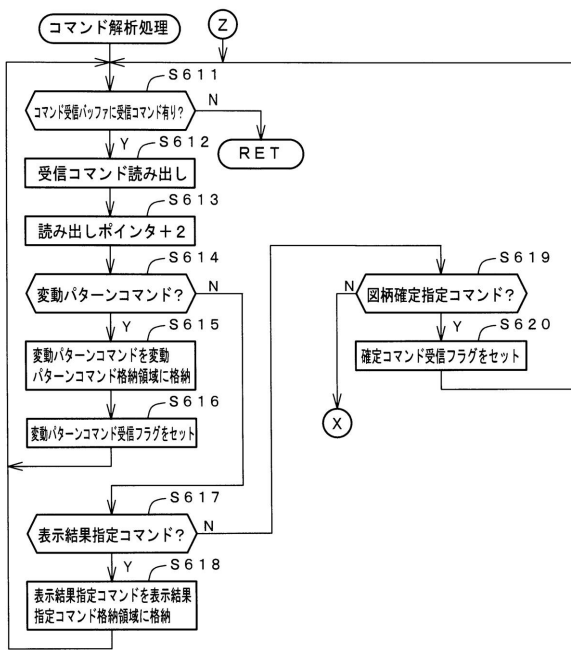 コマンド解析処理
Z
S611
コマンド受信バッファに受信コマンド有り?
N
Y
RET
S612
受信コマンド読み出し
S613
読み出しポインタ+2
S614
変動パターンコマンド?
N
Y
S615
変動パターンコマンドを変動
パターンコマンド格納領域に格納
S616
変動パターンコマンド受信フラグをセット
S617
表示結果指定コマンド?
N
Y
S618
表示結果指定コマンドを表示結果
指定コマンド格納領域に格納
S619
図柄確定指定コマンド?
N
Y
S620
確定コマンド受信フラグをセット
X